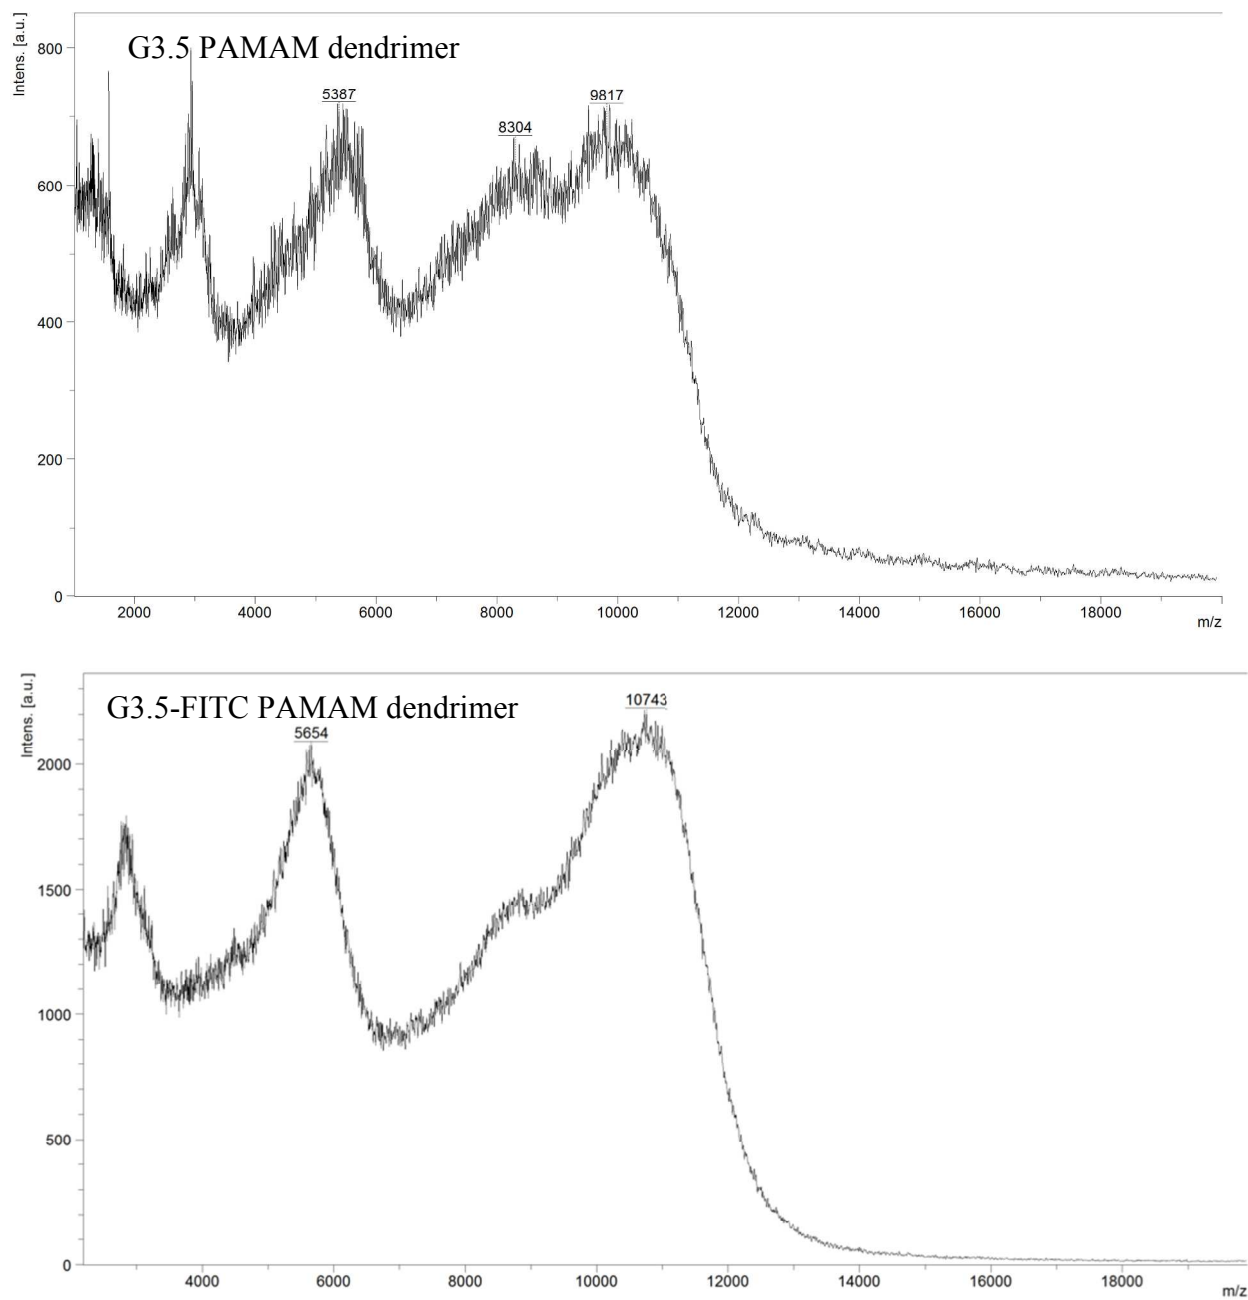 Intens. [a.u.]
G3.5 PAMAM dendrimer
800
600
400
200
0
5387
8304
9817
2000 4000 6000 8000 10000 12000 14000 16000 18000
m/z
Intens. [a.u.]
G3.5-FITC PAMAM dendrimer
2000
1500
1000
500
0
5654
10743
4000 6000 8000 10000 12000 14000 16000 18000
m/z